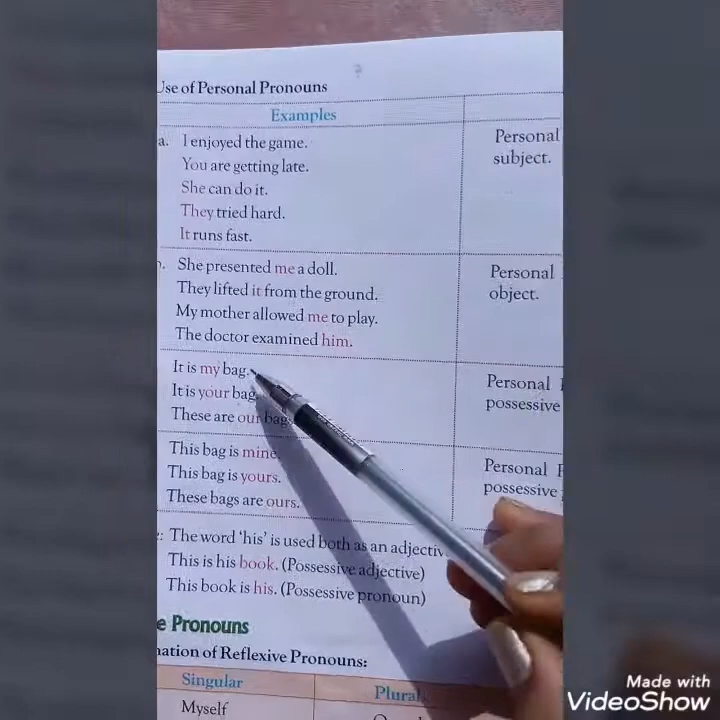 Use of Personal Pronouns
Examples
a. I enjoyed the game.
You are getting late.
She can do it.
They tried hard.
It runs fast.
Personal
subject.
She presented me a doll.
They lifted it from the ground.
My mother allowed me to play.
The doctor examined him.
Personal
object.
It is my bag.
It is your bag
These are our bags
Personal
possessive
This bag is mine.
This bag is yours.
These bags are ours.
Personal
possessive
The word 'his' is used both as an adjectiv
This is his book. (Possessive adjective)
This book is his. (Possessive pronoun)
e Pronouns
nation of Reflexive Pronouns:
Singular
Plural
Myself
Made with
VideoShow